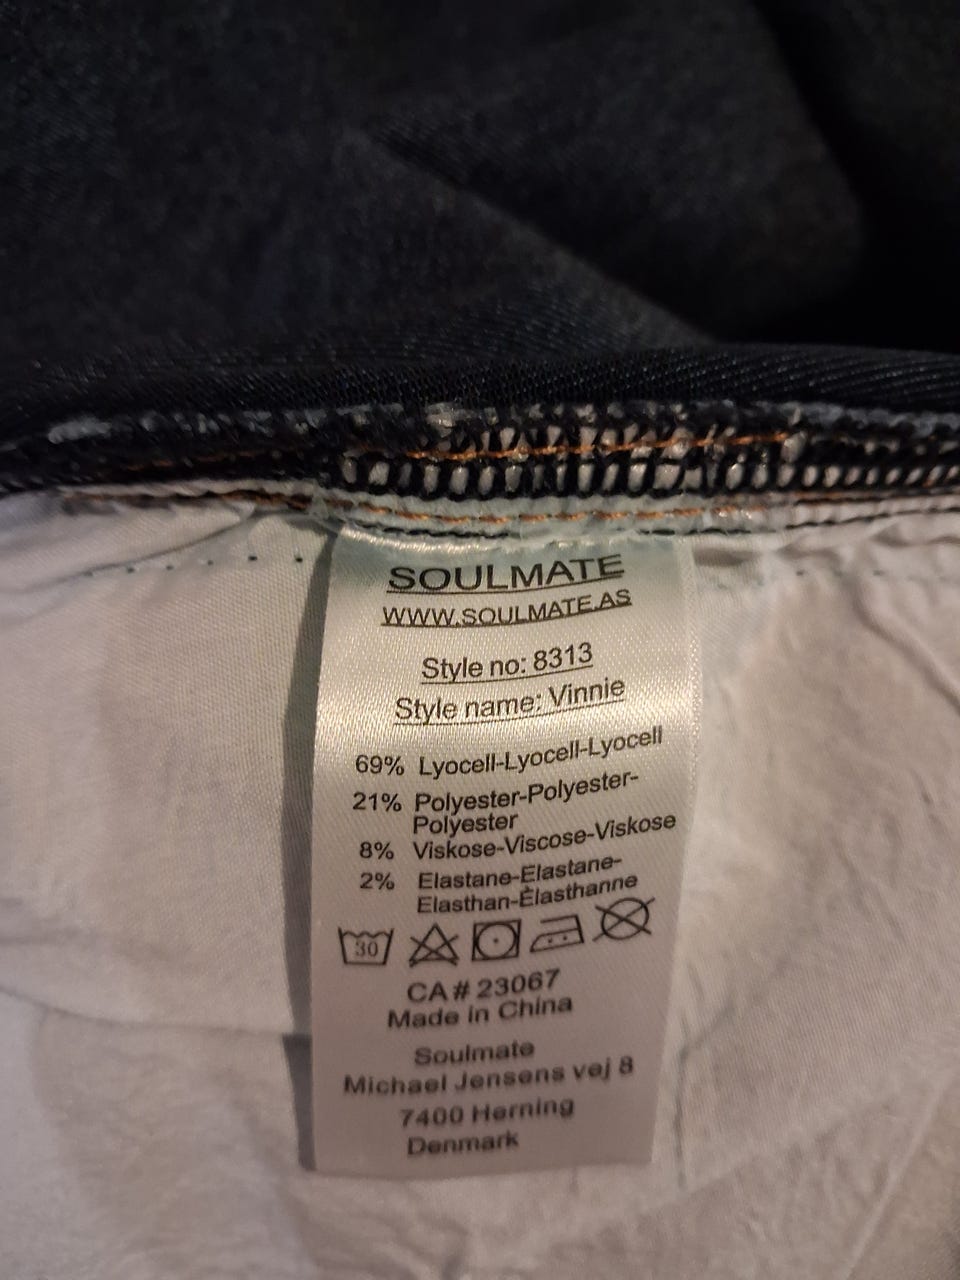 SOULMATE
WWW.SOULMATE.AS
Style no: 8313
Style name: Vinnie
69% Lyocell-Lyocell-Lyocell
21% Polyester-Polyester-
Polyester
8% Viskose-Viscose-Viskose
2% Elastane-Elastane-
Elasthan-Èlasthanne
30
CA# 23067
Made in China
Soulmate
Michael Jensens vej 8
7400 Herning
Denmark